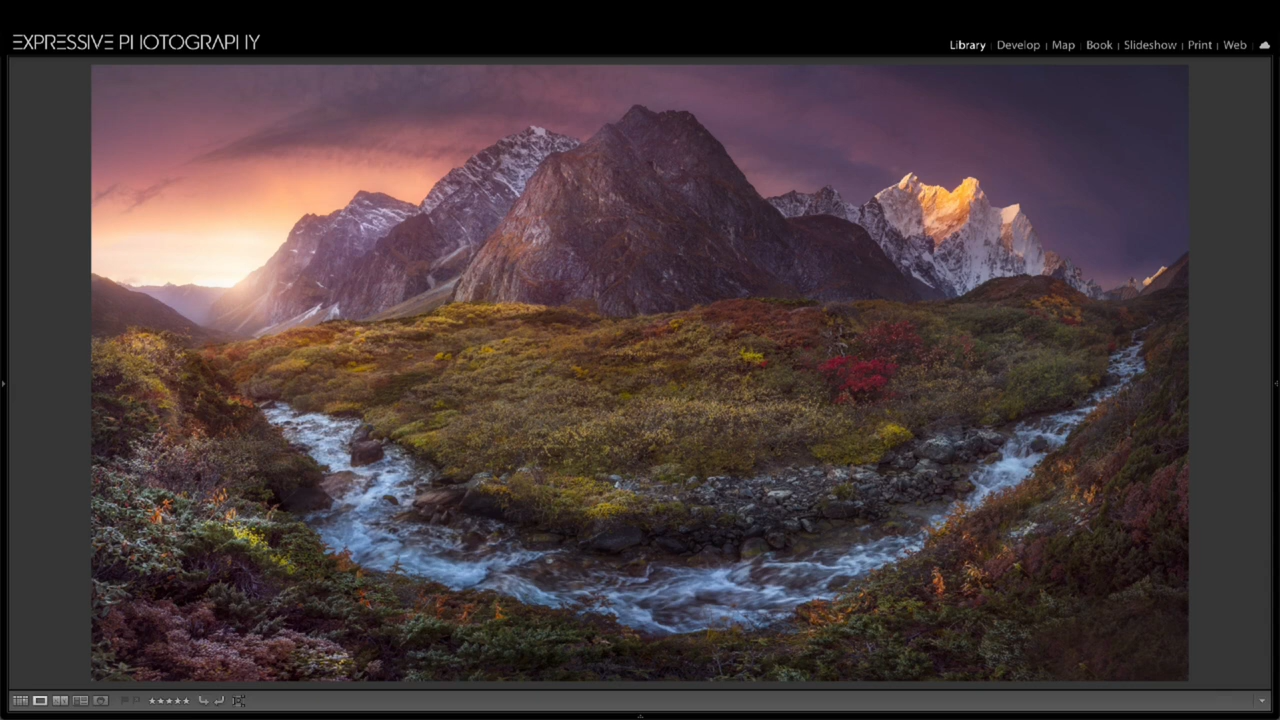 EXPRESSIVE PHOTOGRAPHY
Library | Develop | Map | Book | Slideshow | Print | Web